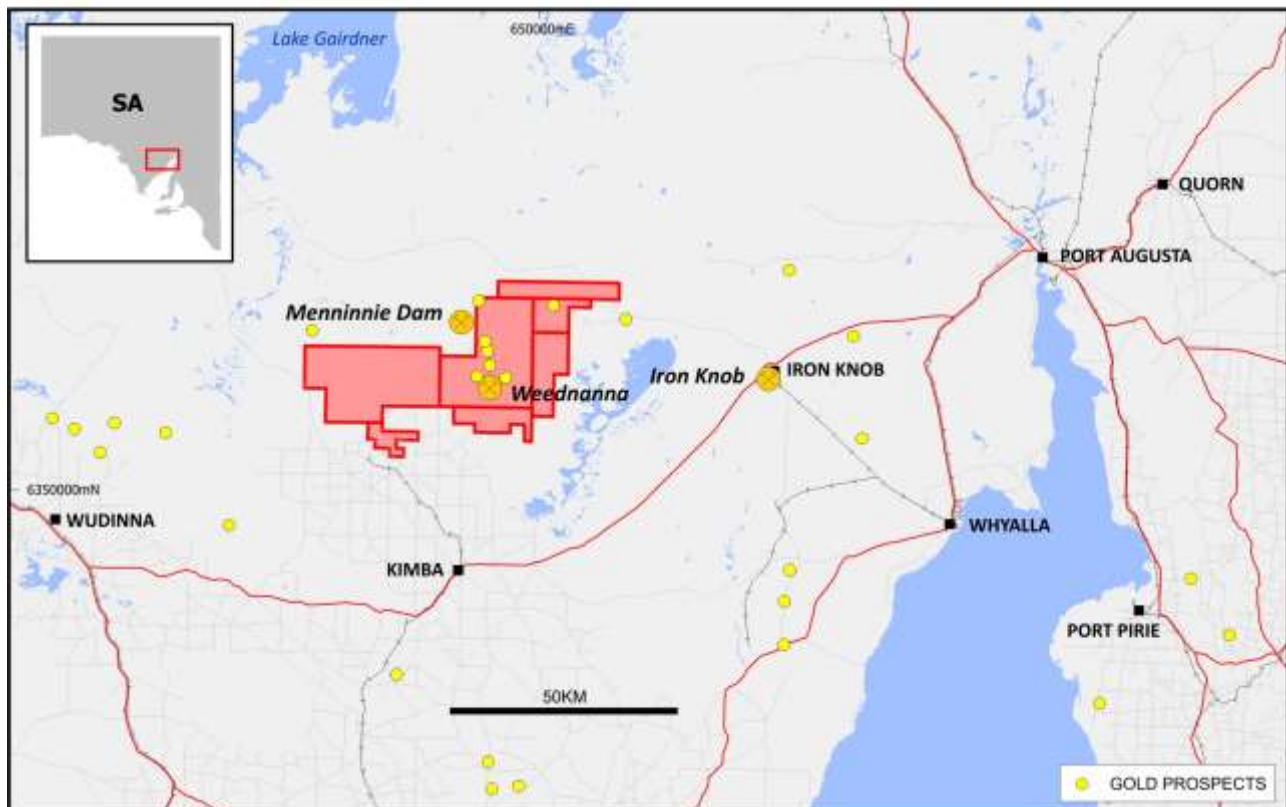 Lake Gairdner
650000mE
SA
QUORN
PORT AUGUSTA
Menninnie Dam
Iron Knob
IRON KNOB
Weednanna
6350000mN
WUDINNA
WHYALLA
KIMBA
PORT PIRIE
50KM
GOLD PROSPECTS